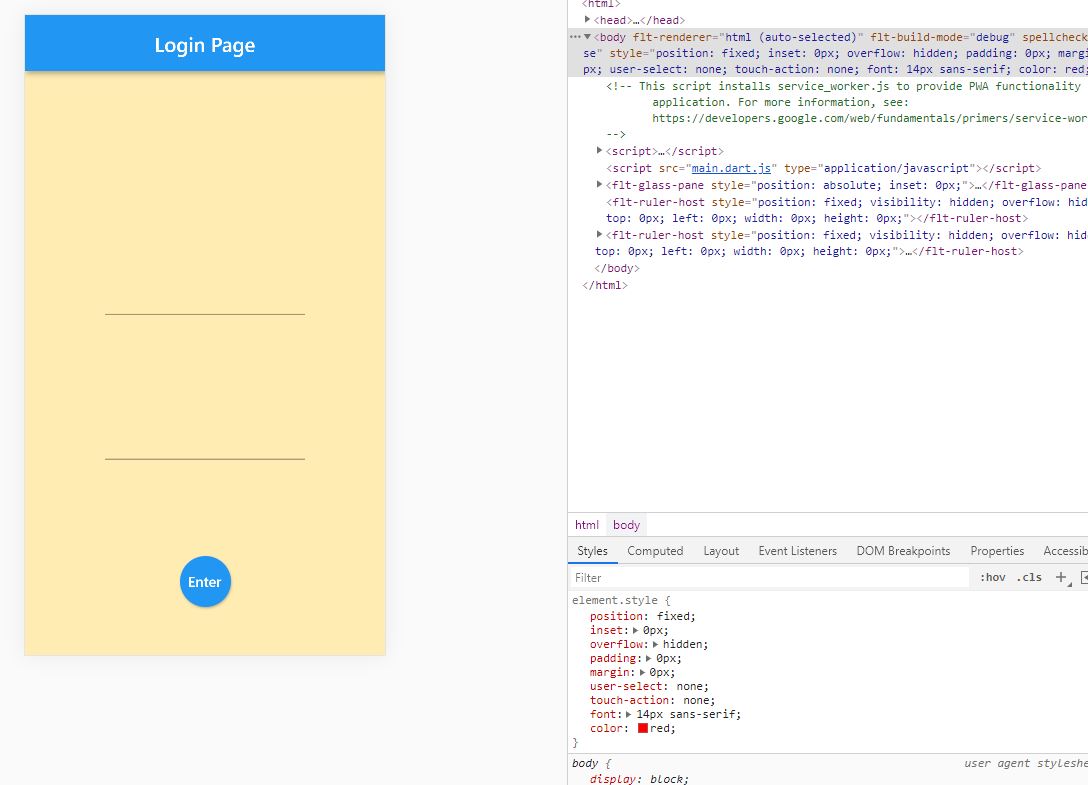 Login Page
Enter
<html>
<head>…</head>
<body flt-renderer="html (auto-selected)" flt-build-mode="debug" spellcheck
se" style="position: fixed; inset: 0px; overflow: hidden; padding: 0px; margi
px; user-select: none; touch-action: none; font: 14px sans-serif; color: red;
<!-- This script installs service_worker.js to provide PWA functionality
application. For more information, see:
https://developers.google.com/web/fundamentals/primers/service-wor
-->
<script>…</script>
<script src="main.dart.js" type="application/javascript"></script>
<flt-glass-pane style="position: absolute; inset: 0px;">…</flt-glass-pane
<flt-ruler-host style="position: fixed; visibility: hidden; overflow: hid
top: 0px; left: 0px; width: 0px; height: 0px;"></flt-ruler-host>
<flt-ruler-host style="position: fixed; visibility: hidden; overflow: hid
top: 0px; left: 0px; width: 0px; height: 0px;">…</flt-ruler-host>
</body>
</html>
html body
Styles Computed Layout Event Listeners DOM Breakpoints Properties Accessib
Filter :hov .cls +
element.style {
position: fixed;
inset: 0px;
overflow: hidden;
padding: 0px;
margin: 0px;
user-select: none;
touch-action: none;
font: 14px sans-serif;
color: red;
}
body { user agent styleshe
display: block;